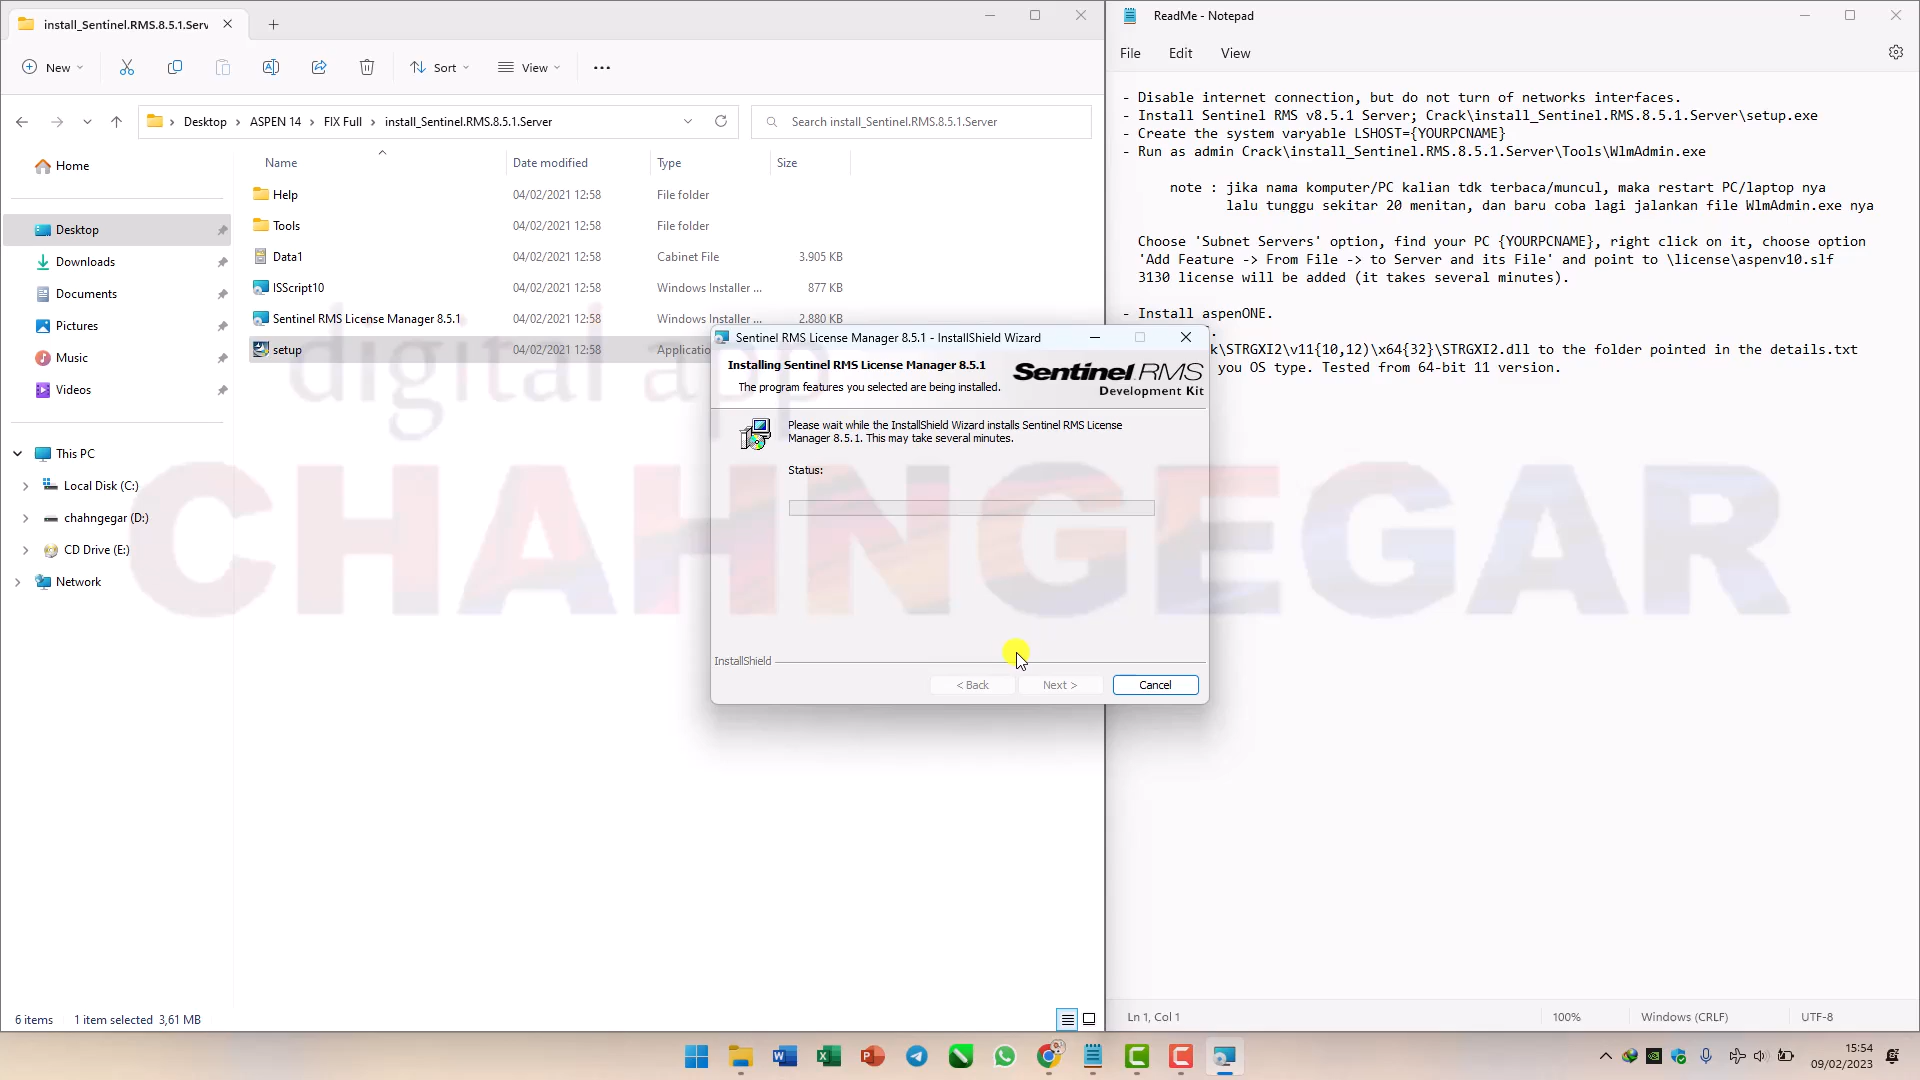 install_Sentinel.RMS.8.5.1.Serv
New
Sort
View
Desktop
ASPEN 14
FIX Full
install_Sentinel.RMS.8.5.1.Server
Search install_Sentinel.RMS.8.5.1.Server
Name
Date modified
Type
Size
Home
Desktop
Downloads
Documents
Pictures
Music
Videos
This PC
Local Disk (C:)
chahngegar (D:)
CD Drive (E:)
Network
Help 04/02/2021 12:58 File folder
Tools 04/02/2021 12:58 File folder
Data1 04/02/2021 12:58 Cabinet File 3.905 KB
ISScript10 04/02/2021 12:58 Windows Installer ... 877 KB
Sentinel RMS License Manager 8.5.1 04/02/2021 12:58 Windows Installer ... 2.880 KB
setup 04/02/2021 12:58 Applicatio
6 items 1 item selected 3,61 MB
digital app
CHAHNGEGAR
Sentinel RMS License Manager 8.5.1 - InstallShield Wizard
Installing Sentinel RMS License Manager 8.5.1
The program features you selected are being installed.
Sentinel RMS
Development Kit
Please wait while the InstallShield Wizard installs Sentinel RMS License
Manager 8.5.1. This may take several minutes.
Status:
InstallShield
< Back
Next >
Cancel
ReadMe - Notepad
File
Edit
View
- Disable internet connection, but do not turn of networks interfaces.
- Install Sentinel RMS v8.5.1 Server; Crack\install_Sentinel.RMS.8.5.1.Server\setup.exe
- Create the system varyable LSHOST={YOURPCNAME}
- Run as admin Crack\install_Sentinel.RMS.8.5.1.Server\Tools\WlmAdmin.exe
note : jika nama komputer/PC kalian tdk terbaca/muncul, maka restart PC/laptop nya
lalu tunggu sekitar 20 menitan, dan baru coba lagi jalankan file WlmAdmin.exe nya
Choose 'Subnet Servers' option, find your PC {YOURPCNAME}, right click on it, choose option
'Add Feature -> From File -> to Server and its File' and point to \license\aspenv10.slf
3130 license will be added (it takes several minutes).
- Install aspenONE.
.
k\STRGXI2\v11{10,12)\x64{32}\STRGXI2.dll to the folder pointed in the details.txt
you OS type. Tested from 64-bit 11 version.
Ln 1, Col 1
100%
Windows (CRLF)
UTF-8
15:54
09/02/2023